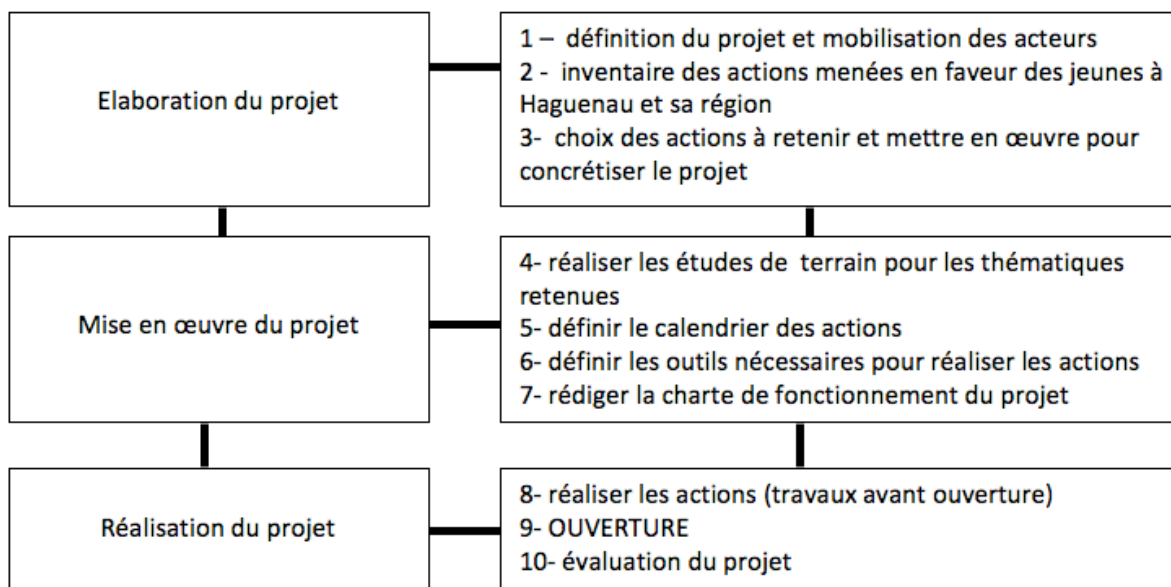 Elaboration du projet
1 – définition du projet et mobilisation des acteurs
2 - inventaire des actions menées en faveur des jeunes à
Haguenau et sa région
3- choix des actions à retenir et mettre en œuvre pour
concrétiser le projet
Mise en œuvre du projet
4- réaliser les études de terrain pour les thématiques
retenues
5- définir le calendrier des actions
6- définir les outils nécessaires pour réaliser les actions
7- rédiger la charte de fonctionnement du projet
Réalisation du projet
8- réaliser les actions (travaux avant ouverture)
9- OUVERTURE
10- évaluation du projet